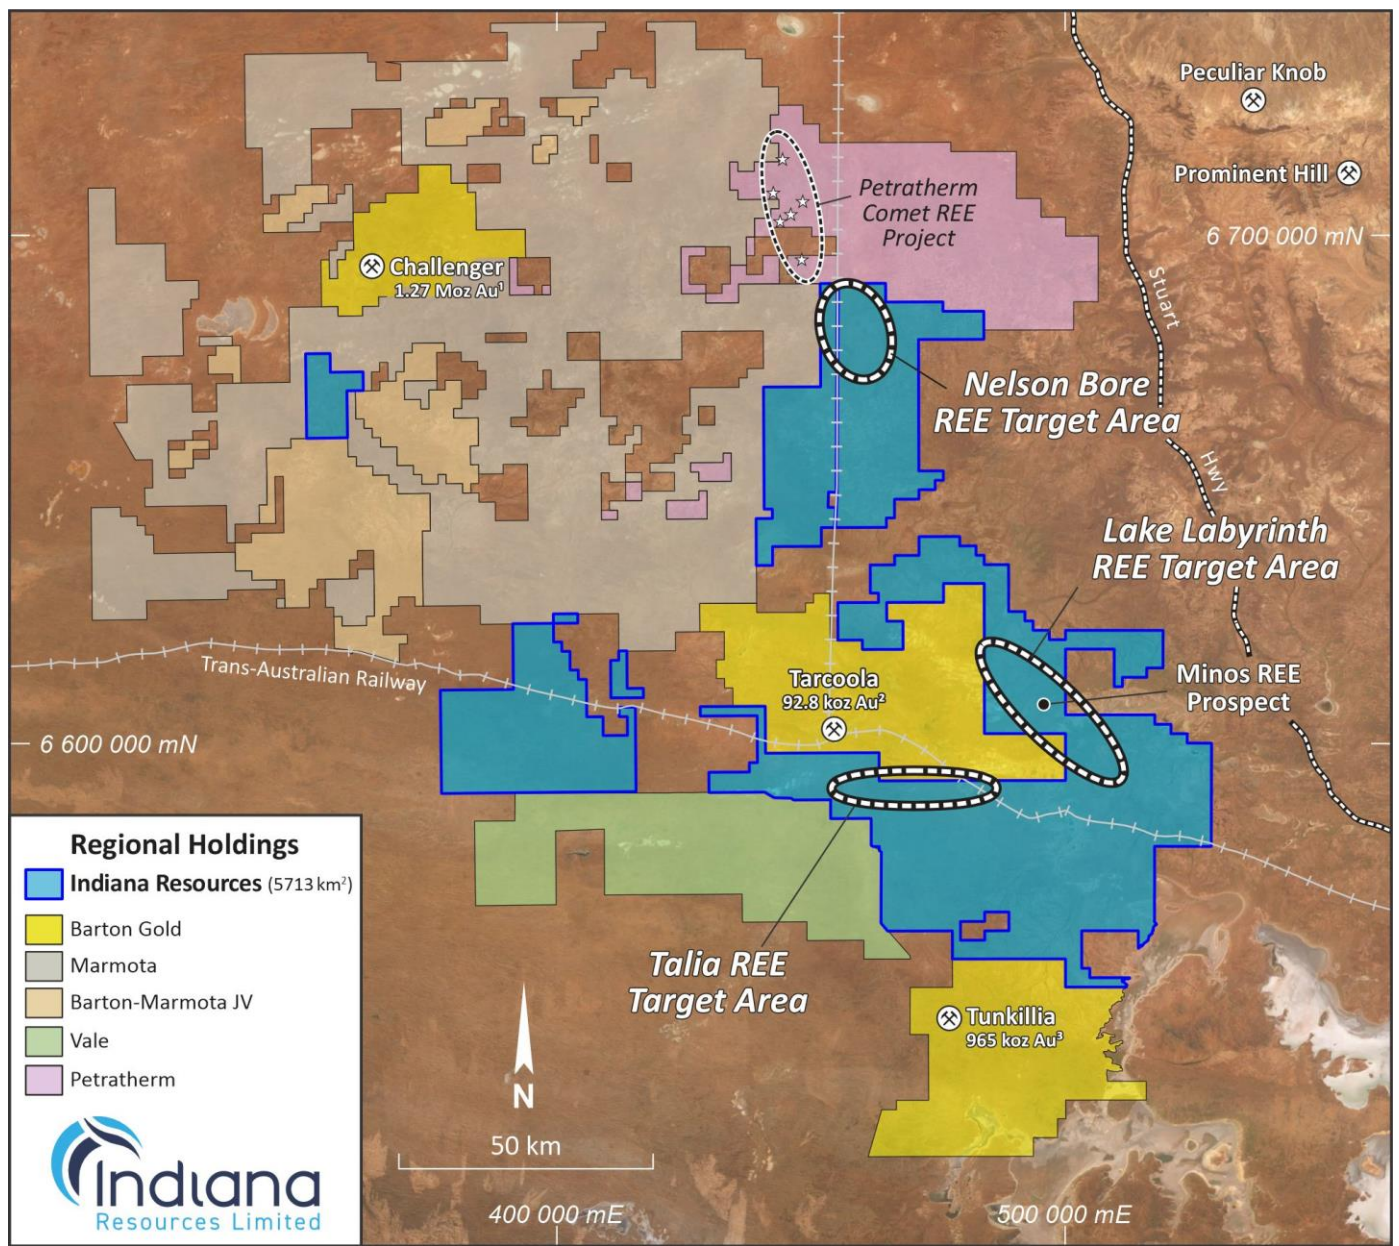 Peculiar Knob
Prominent Hill
Petratherm
Comet REE
Project
6 700 000 mN
Challenger
1.27 Moz Au¹
Stuart
Nelson Bore
REE Target Area
Hwy
Lake Labyrinth
REE Target Area
Trans-Australian Railway
Tarcoola
92.8 koz Au²
Minos REE
Prospect
6 600 000 mN
Regional Holdings
Indiana Resources (5713 km²)
Barton Gold
Marmota
Barton-Marmota JV
Vale
Petratherm
Talia REE
Target Area
Tunkillia
965 koz Au³
N
50 km
Indiana
Resources Limited
400 000 mE
500 000 mE